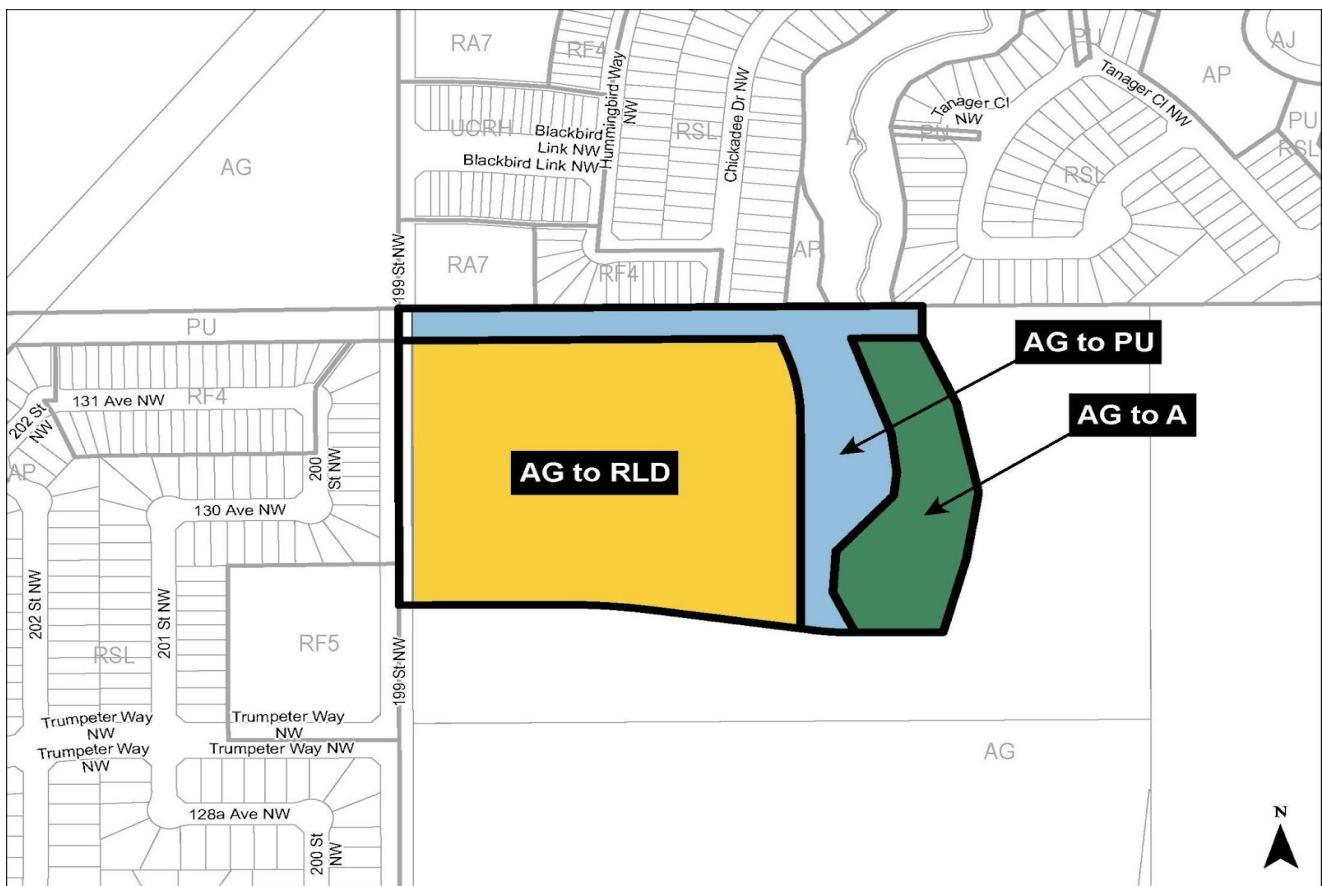 RA7
RF4
Hummingbird Way
NW
Chickadee Dr NW
PU
Tanager Cl NW
AJ
AP
UCRH
Blackbird
Link NW
Blackbird Link NW
RSL
A
Tanager Cl
NW
PU
PU
RSL
RSL
AG
199 St NW
RA7
RF4
AP
PU
AG to PU
131 Ave NW
RF4
202 St
NW
AG to A
AP
200
St NW
AG to RLD
130 Ave NW
202 St NW
201 St NW
RSL
RF5
199 St NW
Trumpeter Way
NW
Trumpeter Way
NW
Trumpeter Way
NW
Trumpeter Way NW
AG
128a Ave NW
200 St
NW
N